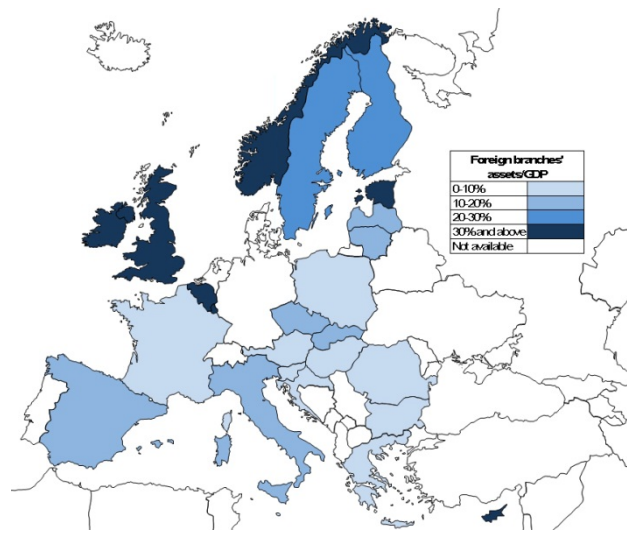 Foreign branches'
assets/GDP
0-10%
10-20%
20-30%
30% and above
Not available